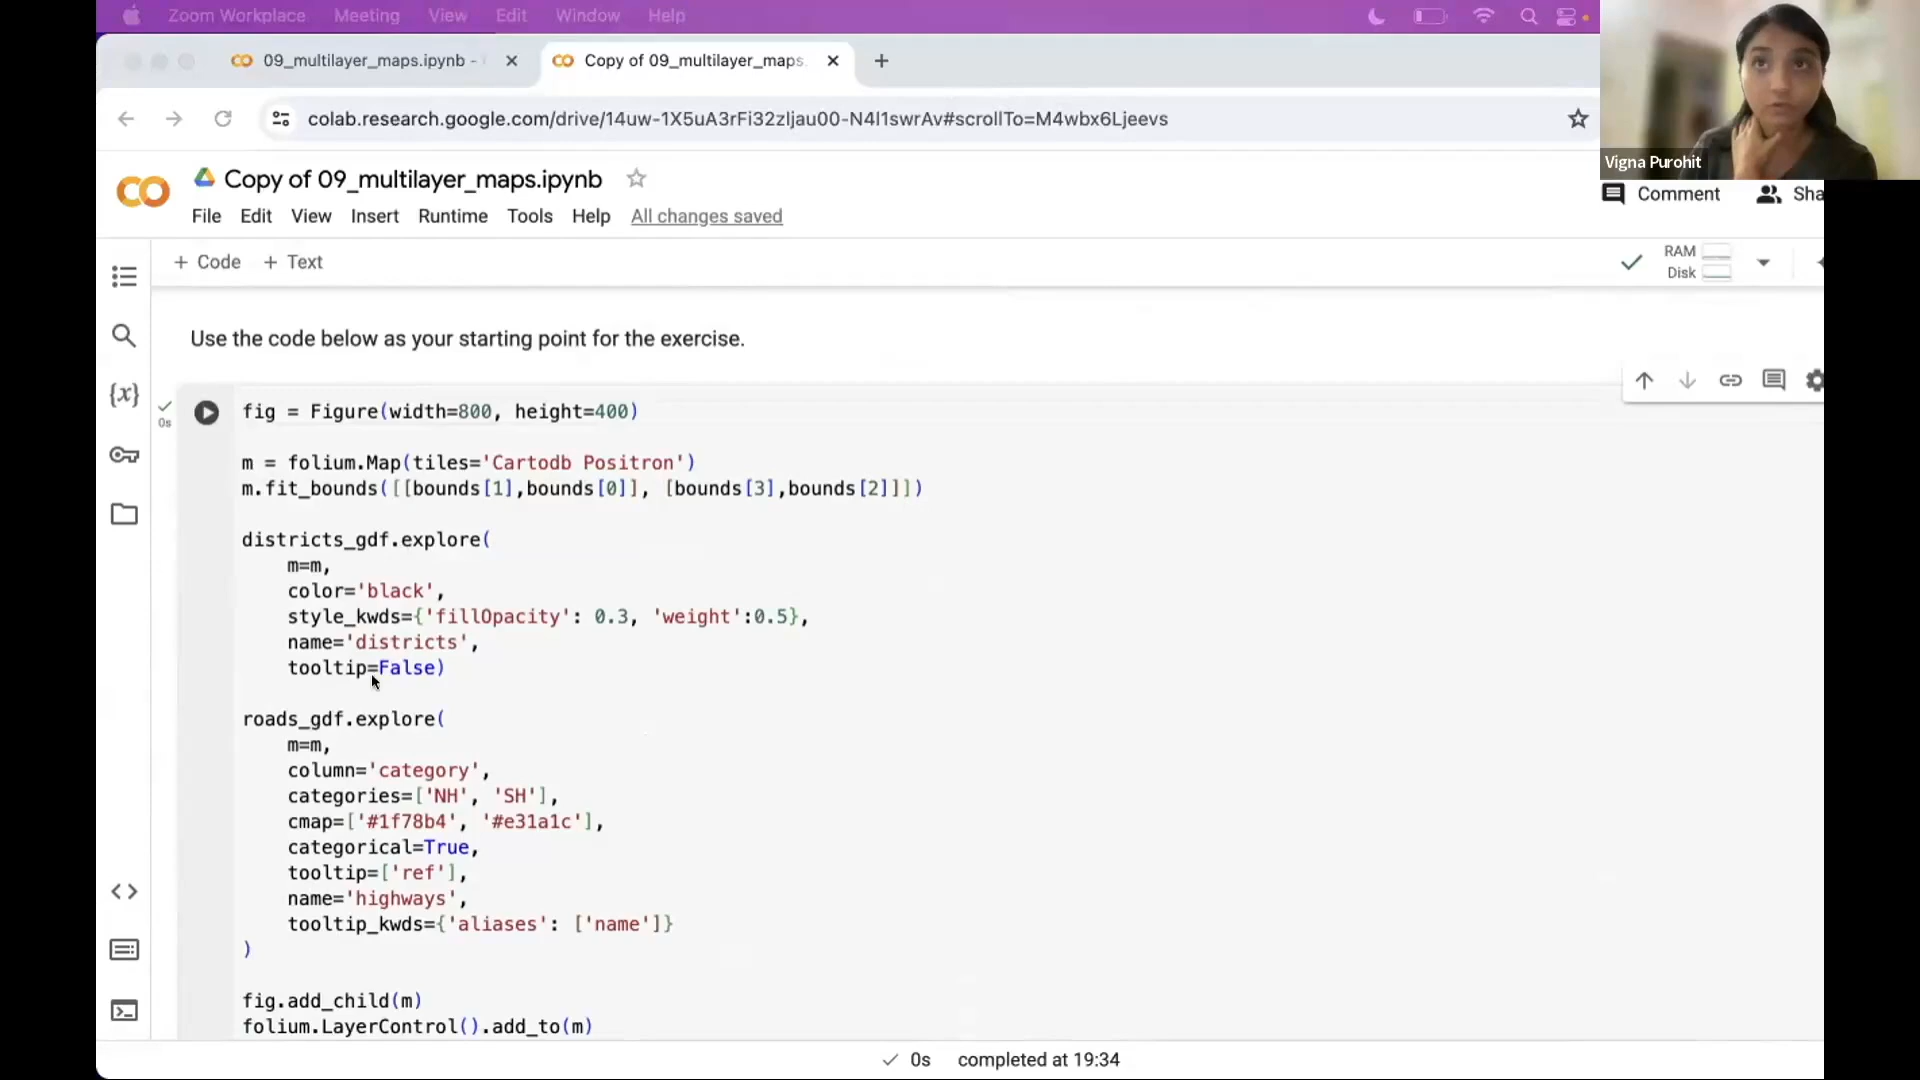 Zoom Workplace Meeting View Edit Window Help
09_multilayer_maps.ipynb -
Copy of 09_multilayer_maps
colab.research.google.com/drive/14uw-1X5uA3rFi32zljau00-N4l1swrAv#scrollTo=M4wbx6Ljeevs
Vigna Purohit
Copy of 09_multilayer_maps.ipynb
Comment
Sha
File Edit View Insert Runtime Tools Help All changes saved
+ Code + Text
RAM
Disk
Use the code below as your starting point for the exercise.
0s
fig = Figure(width=800, height=400)
m = folium.Map(tiles='Cartodb Positron')
m.fit_bounds([[bounds[1],bounds[0]], [bounds[3],bounds[2]]])
districts_gdf.explore(
m=m,
color='black',
style_kwds={'fillOpacity': 0.3, 'weight':0.5},
name='districts',
tooltip=False)
roads_gdf.explore(
m=m,
column='category',
categories=['NH', 'SH'],
cmap=['#1f78b4', '#e31a1c'],
categorical=True,
tooltip=['ref'],
name='highways',
tooltip_kwds={'aliases': ['name']}
)
fig.add_child(m)
folium.LayerControl().add_to(m)
0s completed at 19:34